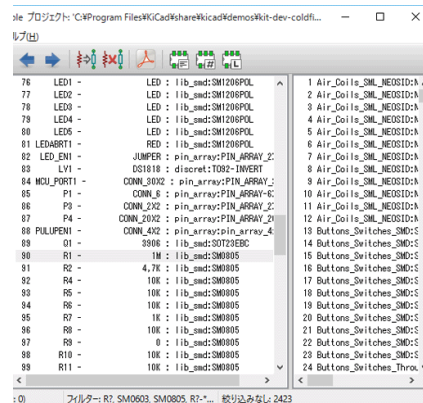 ble プロジェクト: 'C:¥Program Files¥KiCad¥share¥kicad¥demos¥kit-dev-coldfi...
ルプ(H)
76 LED1 - LED : lib_smd:SM1206POL
77 LED2 - LED : lib_smd:SM1206POL
78 LED3 - LED : lib_smd:SM1206POL
79 LED4 - LED : lib_smd:SM1206POL
80 LED5 - LED : lib_smd:SM1206POL
81 LEDABRT1 - RED : lib_smd:SM1206POL
82 LED_EN1 - JUMPER : pin_array:PIN_ARRAY_2
83 LV1 - DS1818 : discret:TO92-INVERT
84 MCU_PORT1 - CONN_30X2 : pin_array:PIN_ARRAY_
85 P1 - CONN_6 : pin_array:PIN_ARRAY-6
86 P3 - CONN_2X2 : pin_array:PIN_ARRAY_2
87 P4 - CONN_20X2 : pin_array:PIN_ARRAY_2
88 PULUPEN1 - CONN_4X2 : pin_array:pin_array_4
89 Q1 - 3906 : lib_smd:SOT23EBC
90 R1 - 1M : lib_smd:SM0805
91 R2 - 4,7K : lib_smd:SM0805
92 R4 - 10K : lib_smd:SM0805
93 R5 - 10K : lib_smd:SM0805
94 R6 - 10K : lib_smd:SM0805
95 R7 - 1K : lib_smd:SM0805
96 R8 - 10K : lib_smd:SM0805
97 R9 - 0 : lib_smd:SM0805
98 R10 - 10K : lib_smd:SM0805
99 R11 - 10K : lib_smd:SM0805
1 Air_Coils_SML_NEOSID:N
2 Air_Coils_SML_NEOSID:N
3 Air_Coils_SML_NEOSID:N
4 Air_Coils_SML_NEOSID:N
5 Air_Coils_SML_NEOSID:N
6 Air_Coils_SML_NEOSID:N
7 Air_Coils_SML_NEOSID:N
8 Air_Coils_SML_NEOSID:N
9 Air_Coils_SML_NEOSID:N
10 Air_Coils_SML_NEOSID:N
11 Air_Coils_SML_NEOSID:N
12 Air_Coils_SML_NEOSID:N
13 Buttons_Switches_SMD:S
14 Buttons_Switches_SMD:S
15 Buttons_Switches_SMD:S
16 Buttons_Switches_SMD:S
17 Buttons_Switches_SMD:S
18 Buttons_Switches_SMD:S
19 Buttons_Switches_SMD:S
20 Buttons_Switches_SMD:S
21 Buttons_Switches_SMD:S
22 Buttons_Switches_SMD:S
23 Buttons_Switches_SMD:S
24 Buttons_Switches_Throu
: 0) フィルター: R?, SM0603, SM0805, R?-*... 絞り込みなし: 2423